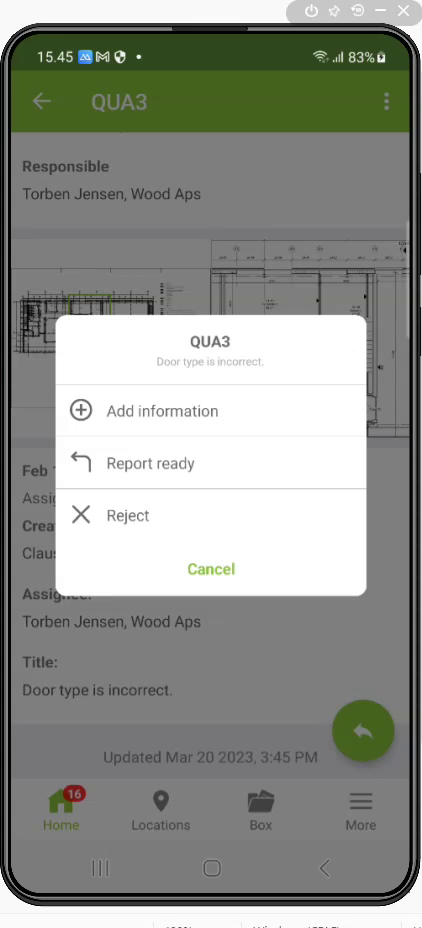 15.45
83%
QUA3
Responsible
Torben Jensen, Wood Aps
QUA3
Door type is incorrect.
Add information
Report ready
Reject
Cancel
Feb
Assig
Crea
Claus
Assignee:
Torben Jensen, Wood Aps
Title:
Door type is incorrect.
Updated Mar 20 2023, 3:45 PM
16
Home
Locations
Box
More